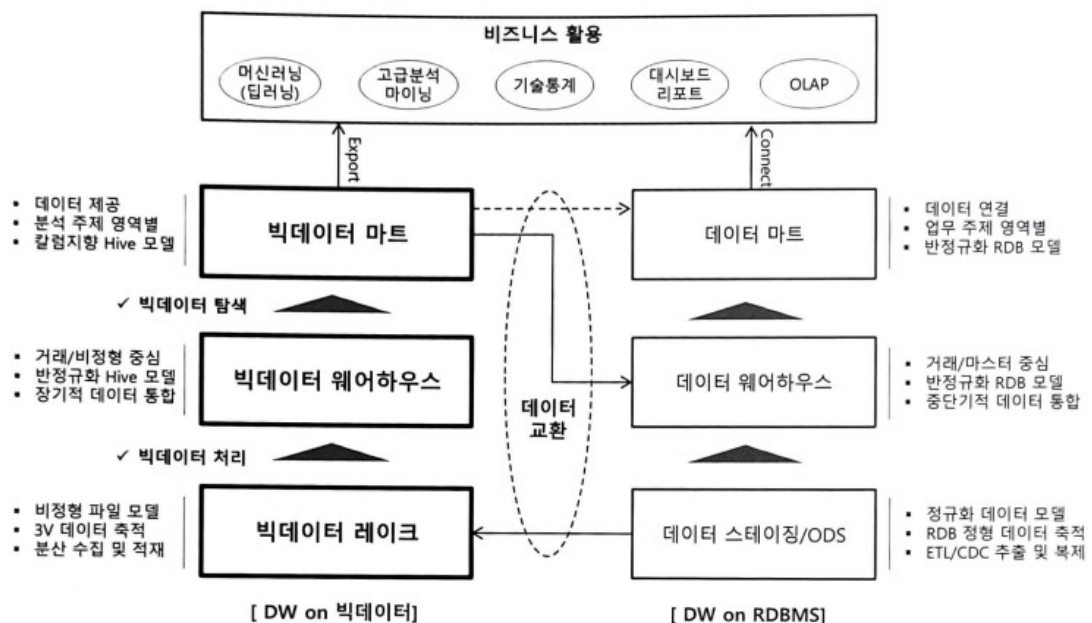 비즈니스 활용
머신러닝
(딥러닝)
고급분석
마이닝
기술통계
대시보드
리포트
OLAP
Export
Connect
▪ 데이터 제공
▪ 분석 주제 영역별
▪ 칼럼지향 Hive 모델
빅데이터 마트
데이터 마트
▪ 데이터 연결
▪ 업무 주제 영역별
▪ 반정규화 RDB 모델
✓ 빅데이터 탐색
▪ 거래/비정형 중심
▪ 반정규화 Hive 모델
▪ 장기적 데이터 통합
빅데이터 웨어하우스
데이터
교환
데이터 웨어하우스
▪ 거래/마스터 중심
▪ 반정규화 RDB 모델
▪ 중단기적 데이터 통합
✓ 빅데이터 처리
▪ 비정형 파일 모델
▪ 3V 데이터 축적
▪ 분산 수집 및 적재
빅데이터 레이크
데이터 스테이징/ODS
▪ 정규화 데이터 모델
▪ RDB 정형 데이터 축적
▪ ETL/CDC 추출 및 복제
[ DW on 빅데이터]
[ DW on RDBMS]